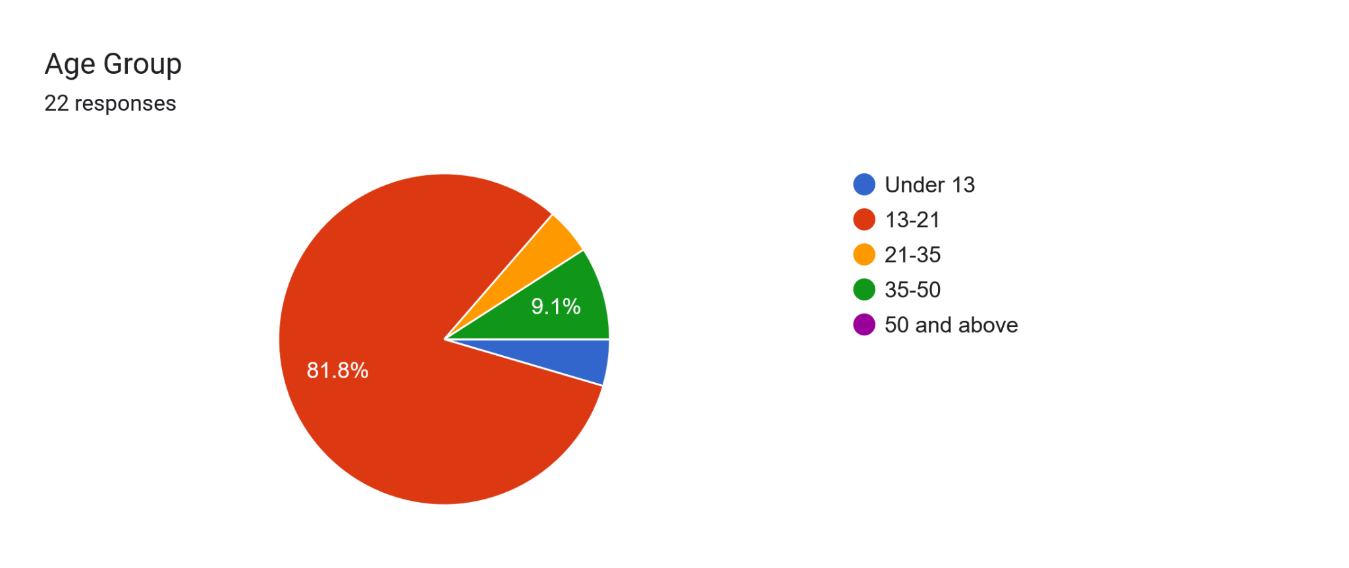 Age Group
22 responses
Under 13
13-21
21-35
35-50
50 and above
9.1%
81.8%